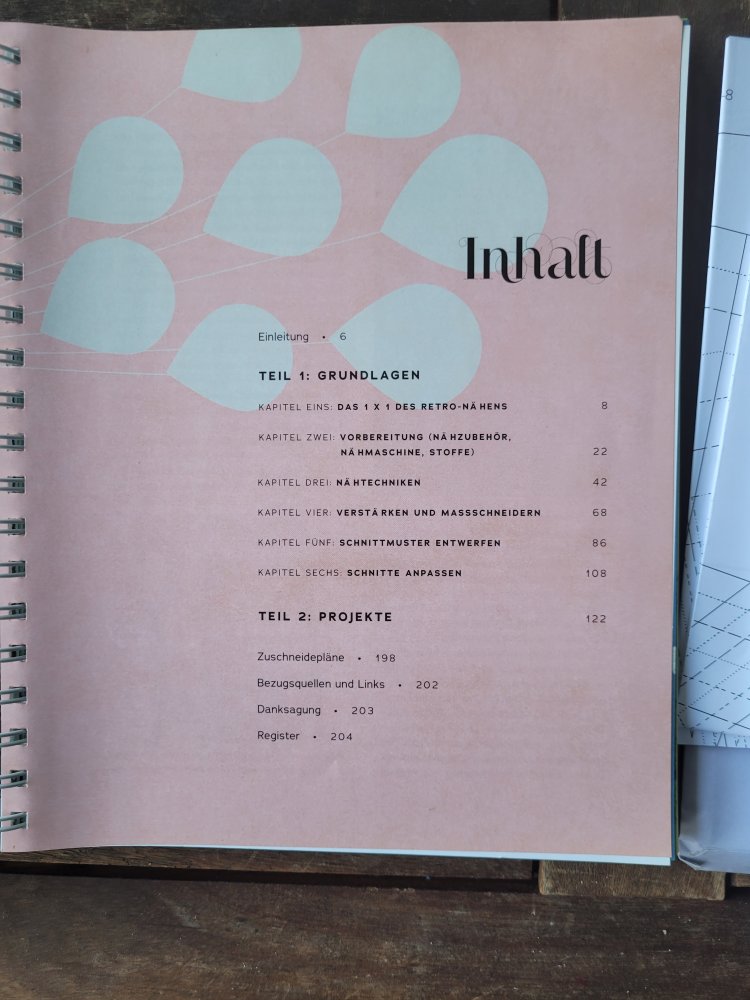 Inhalt
Einleitung • 6
TEIL 1: GRUNDLAGEN
KAPITEL EINS: DAS 1 X 1 DES RETRO-NÄHENS 8
KAPITEL ZWEI: VORBEREITUNG (NÄHZUBEHÖR,
NÄHMASCHINE, STOFFE) 22
KAPITEL DREI: NÄHTECHNIKEN 42
KAPITEL VIER: VERSTÄRKEN UND MASSSCHNEIDERN 68
KAPITEL FÜNF: SCHNITTMUSTER ENTWERFEN 86
KAPITEL SECHS: SCHNITTE ANPASSEN 108
TEIL 2: PROJEKTE 122
Zuschneidepläne • 198
Bezugsquellen und Links • 202
Danksagung • 203
Register • 204
8